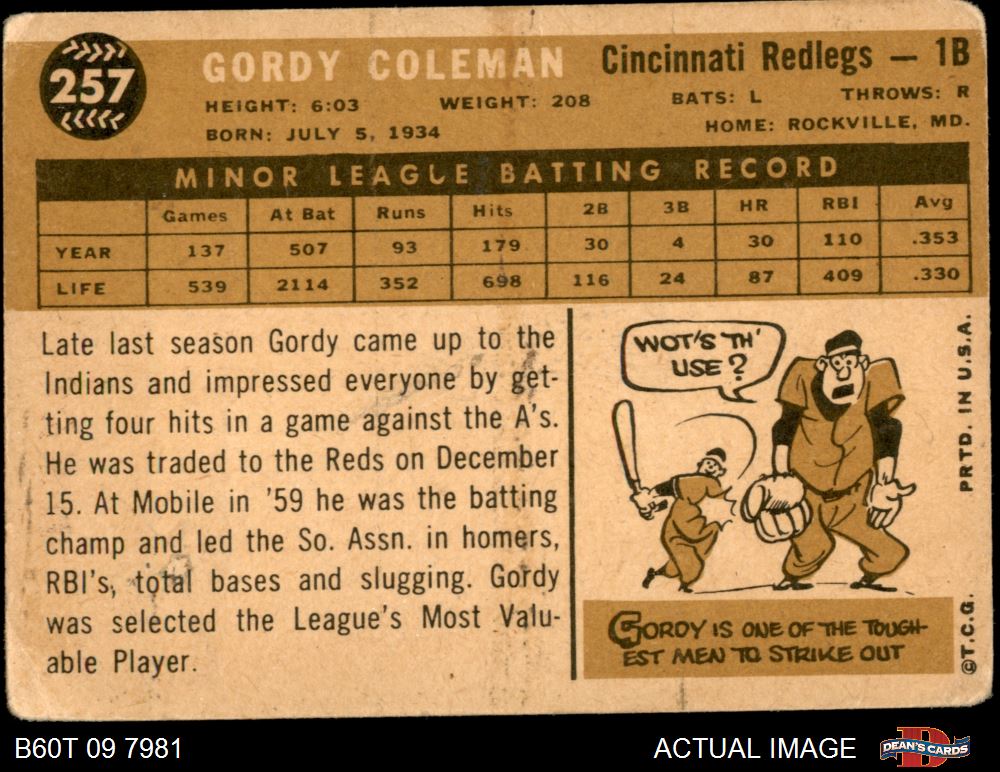 257
GORDY COLEMAN Cincinnati Redlegs — 1B
HEIGHT: 6:03 WEIGHT: 208 BATS: L THROWS: R
BORN: JULY 5, 1934 HOME: ROCKVILLE, MD.
MINOR LEAGUE BATTING RECORD
Games At Bat Runs Hits 2B 3B HR RBI Avg
YEAR 137 507 93 179 30 4 30 110 .353
LIFE 539 2114 352 698 116 24 87 409 .330
Late last season Gordy came up to the
Indians and impressed everyone by get-
ting four hits in a game against the A's.
He was traded to the Reds on December
15. At Mobile in '59 he was the batting
champ and led the So. Assn. in homers,
RBI's, total bases and slugging. Gordy
was selected the League's Most Valu-
able Player.
WOT'S TH'
USE?
GORDY IS ONE OF THE TOUGH-
EST MEN TO STRIKE OUT
©T.C.G. PRTD. IN U.S.A.
B60T 09 7981 ACTUAL IMAGE
D
DEAN'S CARDS